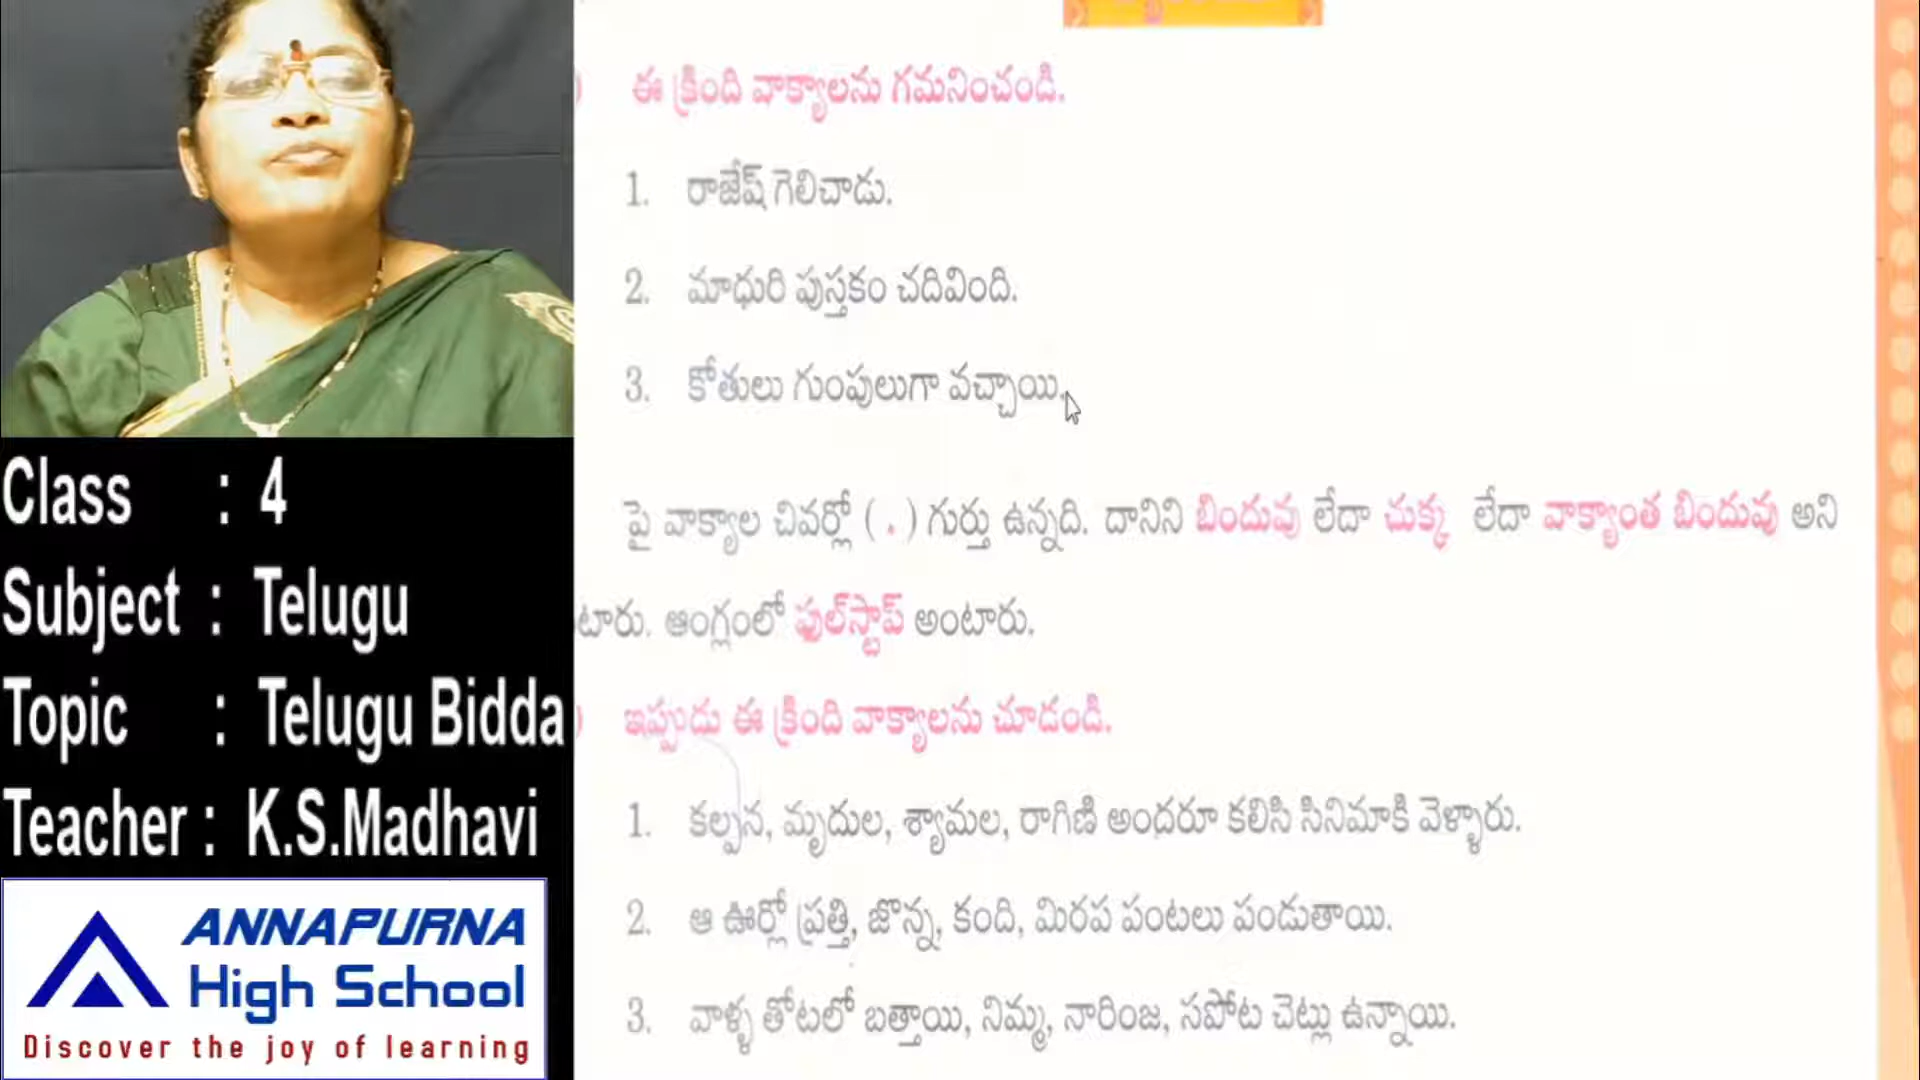 ఈ క్రింది వాక్యాలను గమనించండి.
1. రాజేష్ గెలిచాడు.
2. మాధురి పుస్తకం చదివింది.
3. కోతులు గుంపులుగా వచ్చాయి.
పై వాక్యాల చివర్లో ( . ) గుర్తు ఉన్నది. దానిని బిందువు లేదా చుక్క లేదా వాక్యాంత బిందువు అని
టారు. ఆంగ్లంలో ఫుల్‌స్టాప్ అంటారు.
ఇప్పుడు ఈ క్రింది వాక్యాలను చూడండి.
1. కల్పన, మృదుల, శ్యామల, రాగిణి అందరూ కలిసి సినిమాకి వెళ్ళారు.
2. ఆ ఊర్లో ప్రత్తి, జొన్న, కంది, మిరప పంటలు పండుతాయి.
3. వాళ్ళ తోటలో బత్తాయి, నిమ్మ, నారింజ, సపోట చెట్లు ఉన్నాయి.
Class : 4
Subject : Telugu
Topic : Telugu Bidda
Teacher : K.S.Madhavi
ANNAPURNA
High School
Discover the joy of learning